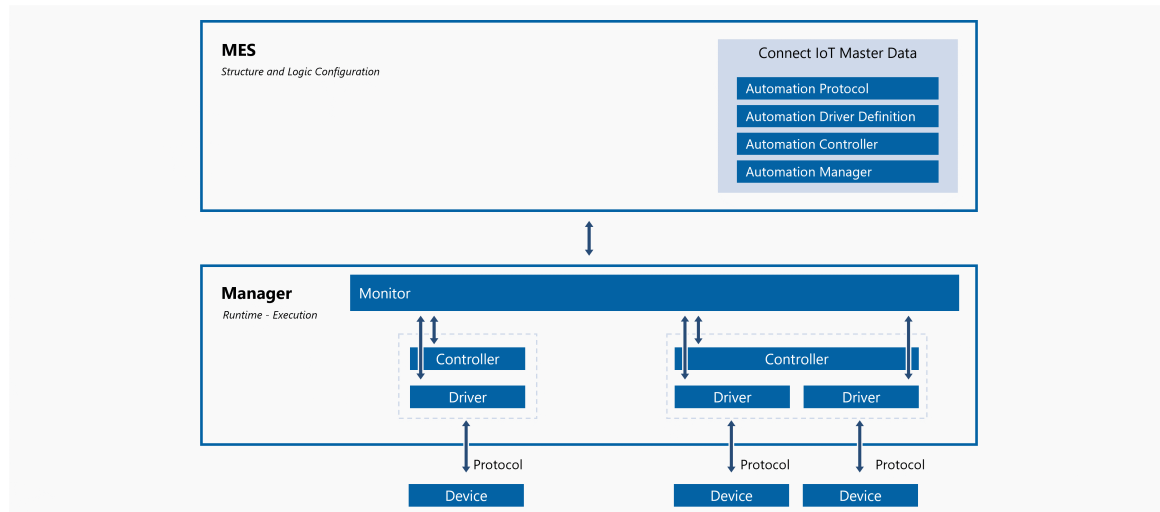 MES
Structure and Logic Configuration
Connect IoT Master Data
Automation Protocol
Automation Driver Definition
Automation Controller
Automation Manager
Manager
Runtime - Execution
Monitor
Controller
Driver
Controller
Driver
Driver
Protocol
Protocol
Protocol
Device
Device
Device